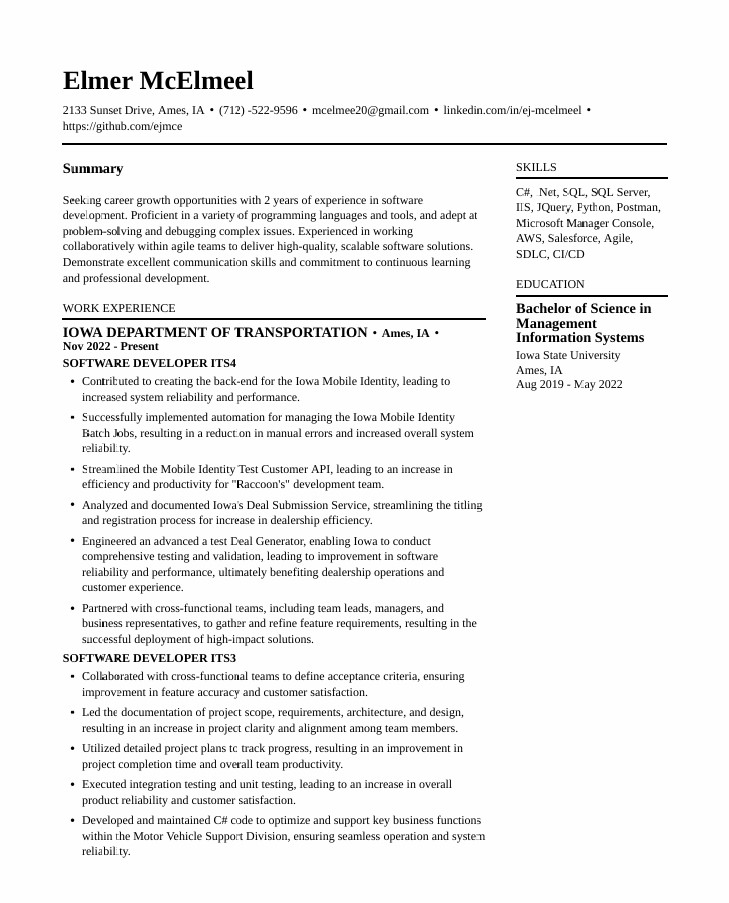 Elmer McElmeel
2133 Sunset Drive, Ames, IA • (712) -522-9596 • mcelmee20@gmail.com • linkedin.com/in/ej-mcelmeel •
https://github.com/ejmce
Summary
Seeking career growth opportunities with 2 years of experience in software
development. Proficient in a variety of programming languages and tools, and adept at
problem-solving and debugging complex issues. Experienced in working
collaboratively within agile teams to deliver high-quality, scalable software solutions.
Demonstrate excellent communication skills and commitment to continuous learning
and professional development.
WORK EXPERIENCE
IOWA DEPARTMENT OF TRANSPORTATION • Ames, IA •
Nov 2022 - Present
SOFTWARE DEVELOPER ITS4
• Contributed to creating the back-end for the Iowa Mobile Identity, leading to
increased system reliability and performance.
• Successfully implemented automation for managing the Iowa Mobile Identity
Batch Jobs, resulting in a reduction in manual errors and increased overall system
reliability.
• Streamlined the Mobile Identity Test Customer API, leading to an increase in
efficiency and productivity for "Raccoon's" development team.
• Analyzed and documented Iowa's Deal Submission Service, streamlining the titling
and registration process for increase in dealership efficiency.
• Engineered an advanced a test Deal Generator, enabling Iowa to conduct
comprehensive testing and validation, leading to improvement in software
reliability and performance, ultimately benefiting dealership operations and
customer experience.
• Partnered with cross-functional teams, including team leads, managers, and
business representatives, to gather and refine feature requirements, resulting in the
successful deployment of high-impact solutions.
SOFTWARE DEVELOPER ITS3
• Collaborated with cross-functional teams to define acceptance criteria, ensuring
improvement in feature accuracy and customer satisfaction.
• Led the documentation of project scope, requirements, architecture, and design,
resulting in an increase in project clarity and alignment among team members.
• Utilized detailed project plans to track progress, resulting in an improvement in
project completion time and overall team productivity.
• Executed integration testing and unit testing, leading to an increase in overall
product reliability and customer satisfaction.
• Developed and maintained C# code to optimize and support key business functions
within the Motor Vehicle Support Division, ensuring seamless operation and system
reliability.
SKILLS
C#, .Net, SQL, SQL Server,
IIS, JQuery, Python, Postman,
Microsoft Manager Console,
AWS, Salesforce, Agile,
SDLC, CI/CD
EDUCATION
Bachelor of Science in
Management
Information Systems
Iowa State University
Ames, IA
Aug 2019 - May 2022